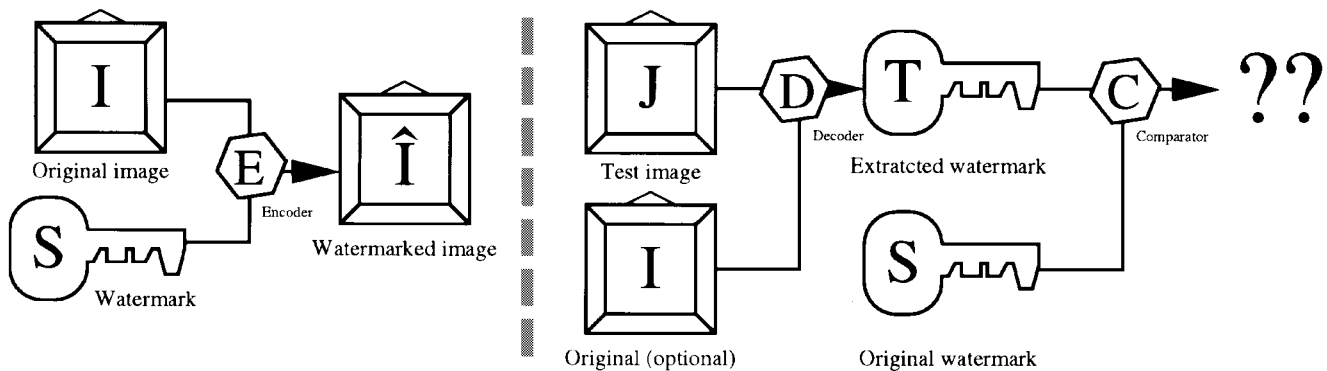 I
Original image
S
Watermark
E
Encoder
Î
Watermarked image
J
Test image
I
Original (optional)
D
Decoder
T
Extratcted watermark
S
Original watermark
C
Comparator
??